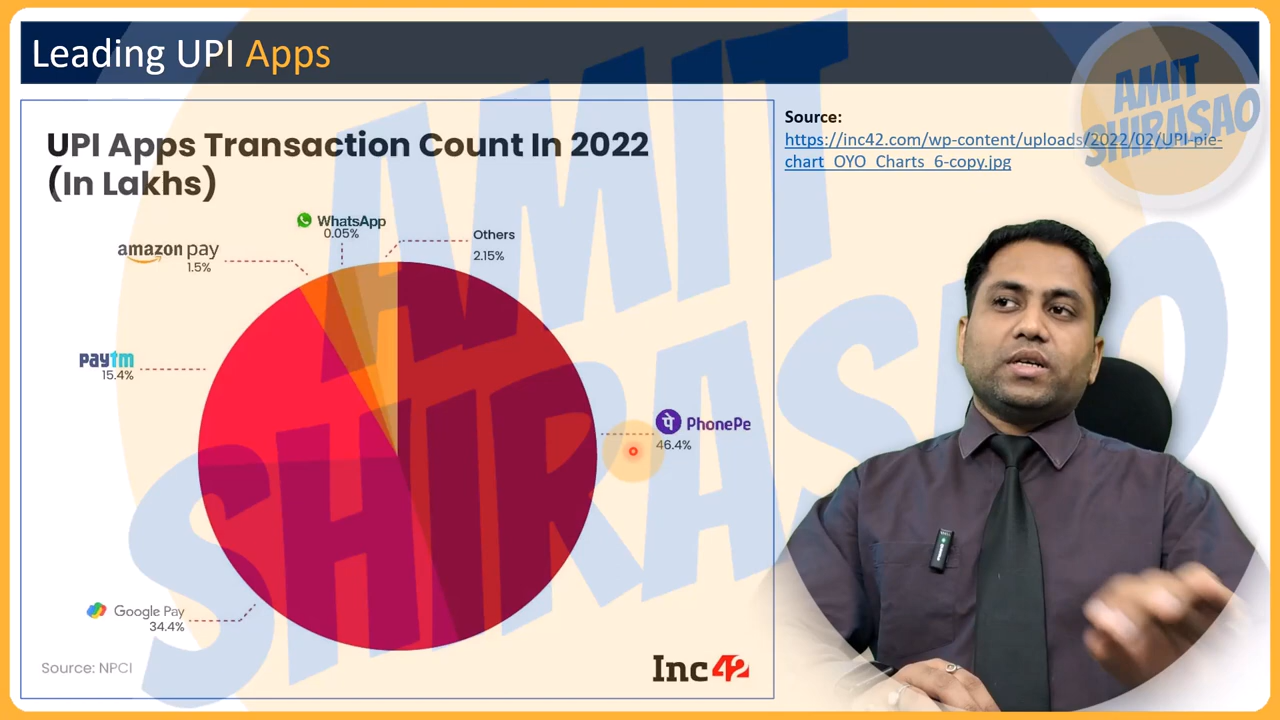 Leading UPI Apps
AMIT
SHIRASAO
UPI Apps Transaction Count In 2022
(In Lakhs)
Source:
https://inc42.com/wp-content/uploads/2022/02/UPI-pie-
chart_OYO_Charts_6-copy.jpg
WhatsApp
0.05%
Others
2.15%
amazon pay
1.5%
paytm
15.4%
पे PhonePe
46.4%
Google Pay
34.4%
Source: NPCI
Inc42
AMIT
SHIRASAO